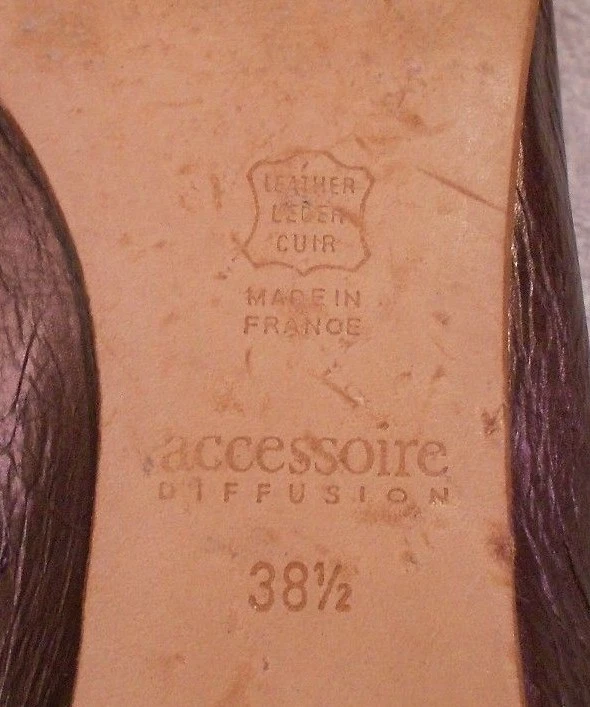 LEATHER
LEDER
CUIR
MADE IN
FRANCE
accessoire
DIFFUSION
38½